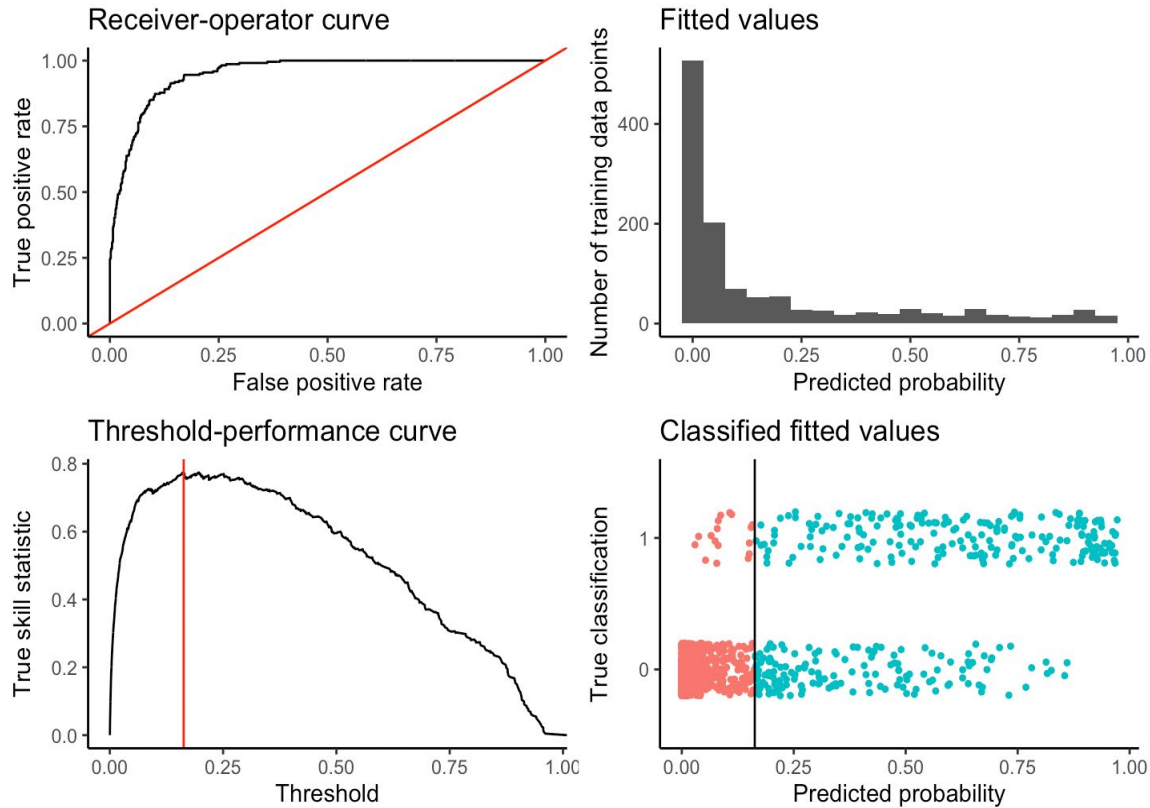 Receiver-operator curve
True positive rate
1.00
0.75
0.50
0.25
0.00
0.00 0.25 0.50 0.75 1.00
False positive rate
Fitted values
Number of training data points
400
200
0
0.00 0.25 0.50 0.75 1.00
Predicted probability
Threshold-performance curve
True skill statistic
0.8
0.6
0.4
0.2
0.0
0.00 0.25 0.50 0.75 1.00
Threshold
Classified fitted values
True classification
1
0
0.00 0.25 0.50 0.75 1.00
Predicted probability